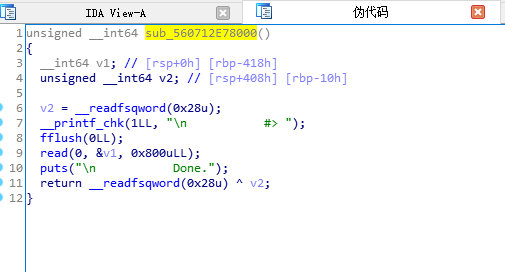 IDA View-A 伪代码
1 unsigned __int64 sub_560712E78000()
2 {
3 __int64 v1; // [rsp+0h] [rbp-418h]
4 unsigned __int64 v2; // [rsp+408h] [rbp-10h]
5
6 v2 = __readfsqword(0x28u);
7 __printf_chk(1LL, "\n #> ");
8 fflush(0LL);
9 read(0, &v1, 0x800uLL);
10 puts("\n Done.");
11 return __readfsqword(0x28u) ^ v2;
12 }